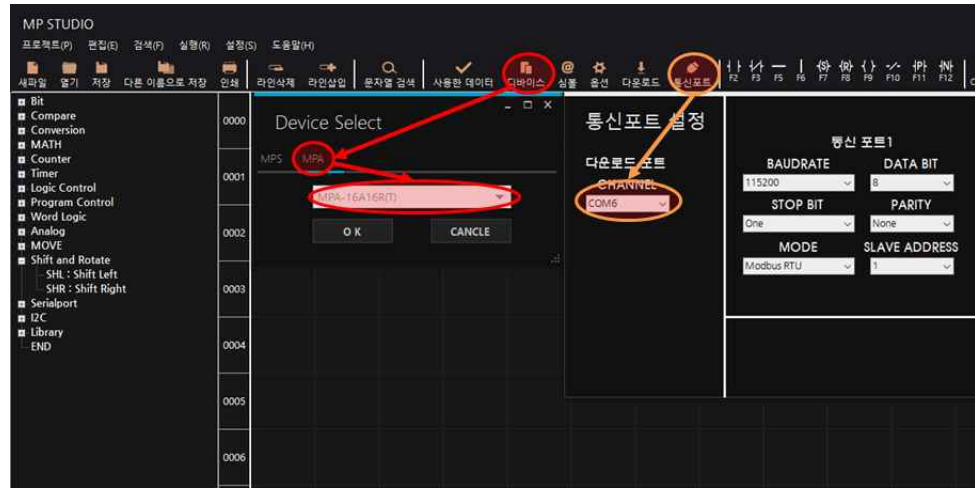 MP STUDIO
프로젝트(P) 편집(E) 검색(F) 실행(R) 설정(S) 도움말(H)
새파일 열기 저장 다른 이름으로 저장 인쇄 라인삭제 라인삽입 문자열 검색 사용한 데이터 디바이스 심볼 옵션 다운로드 통신포트 F2 F3 F5 F6 F7 F8 F9 F10 F11 F12
Bit
Compare
Conversion
MATH
Counter
Timer
Logic Control
Program Control
Word Logic
Analog
MOVE
Shift and Rotate
SHL : Shift Left
SHR : Shift Right
Serialport
I2C
Library
END
0000
0001
0002
0003
0004
0005
0006
Device Select
MPS MPA
MPA-16A16R(T)
O K CANCLE
통신포트 설정
다운로드 포트
CHANNEL
COM6
통신 포트1
BAUDRATE DATA BIT
115200 8
STOP BIT PARITY
One None
MODE SLAVE ADDRESS
Modbus RTU 1